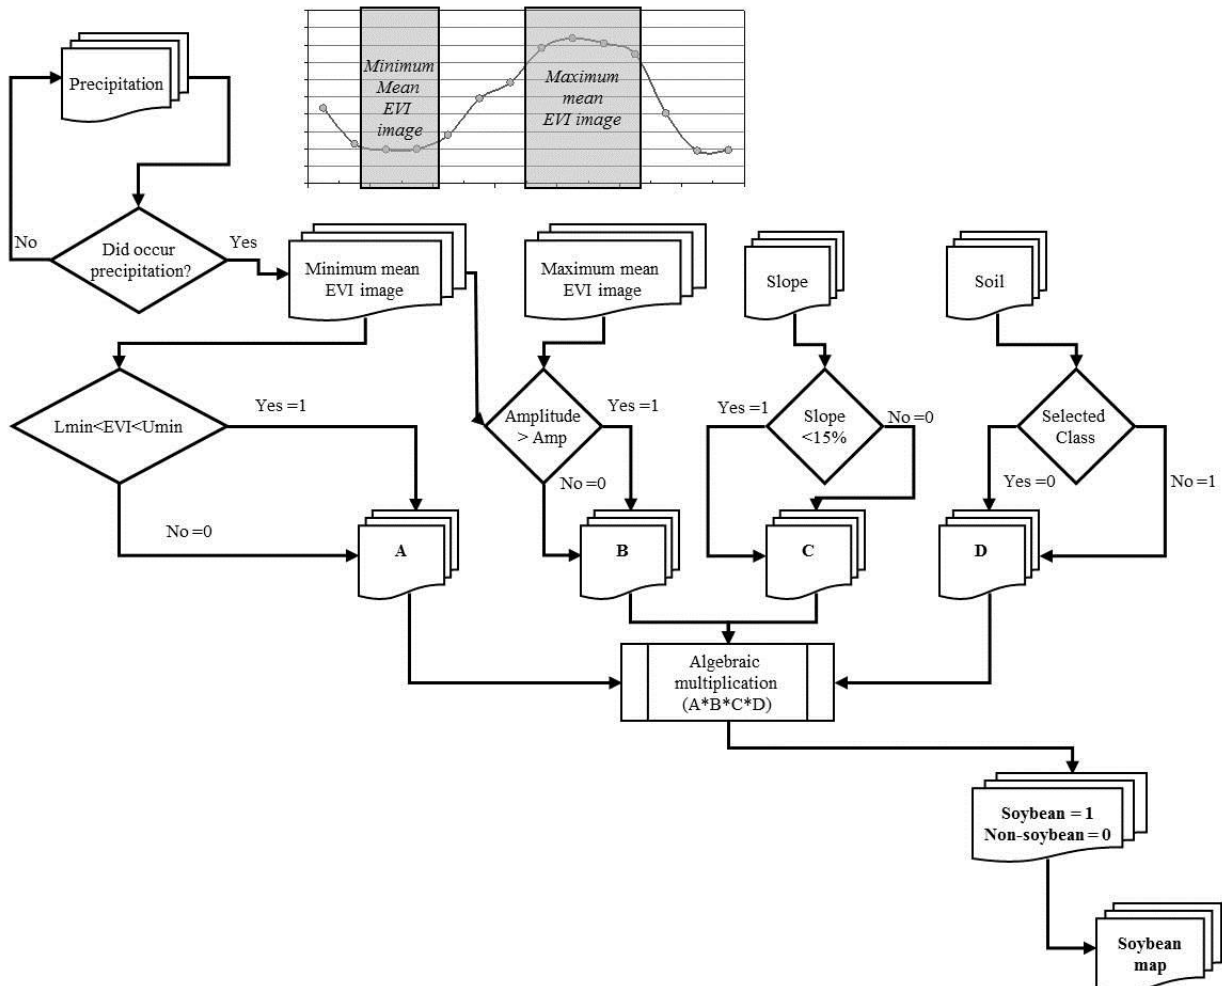 Precipitation
Minimum
Mean
EVI
image
Maximum
mean
EVI image
No
Did occur
precipitation?
Yes
Minimum mean
EVI image
Maximum mean
EVI image
Slope
Soil
Lmin<EVI<Umin
Yes =1
Amplitude
> Amp
Yes =1
Yes =1
Slope
<15%
No=0
Selected
Class
No =0
Yes =0
No =1
No =0
A
B
C
D
Algebraic
multiplication
(A*B*C*D)
Soybean = 1
Non-soybean = 0
Soybean
map